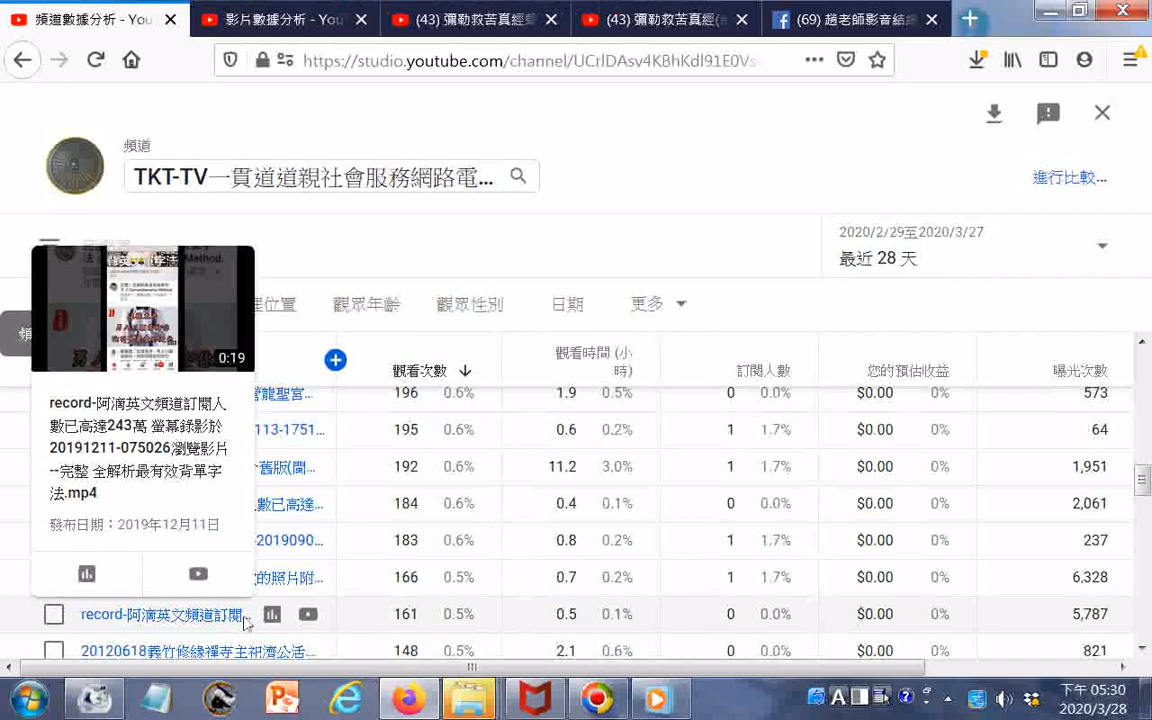 頻道數據分析 - You
影片數據分析 - You
(43) 彌勒救苦真經
(43) 彌勒救苦真經(
(69) 趙老師影音結
https://studio.youtube.com/channel/UCrlDAsv4KBhKdl91E0Vs
頻道
TKT-TV一貫道道親社會服務網路電...
進行比較...
2020/2/29至2020/3/27
最近 28 天
理位置 觀眾年齡 觀眾性別 日期 更多
頻
0:19
record-阿滴英文頻道訂閱人
數已高達243萬 螢幕錄影於
20191211-075026瀏覽影片
--完整 全解析最有效背單字
法.mp4
發布日期：2019年12月11日
觀看次數 觀看時間 (小時) 訂閱人數 您的預估收益 曝光次數
龍聖宮... 196 0.6% 1.9 0.5% 0 0.0% $0.00 0% 573
113-1751... 195 0.6% 0.6 0.2% 1 1.7% $0.00 0% 64
舊版(閩... 192 0.6% 11.2 3.0% 1 1.7% $0.00 0% 1,951
數已高達... 184 0.6% 0.4 0.1% 0 0.0% $0.00 0% 2,061
-2019090... 183 0.6% 0.8 0.2% 1 1.7% $0.00 0% 237
的照片附... 166 0.5% 0.7 0.2% 1 1.7% $0.00 0% 6,328
record-阿滴英文頻道訂閱 161 0.5% 0.5 0.1% 0 0.0% $0.00 0% 5,787
20120618義竹修緣禪寺主祀濟公活... 148 0.5% 2.1 0.6% 0 0.0% $0.00 0% 821
下午 05:30
2020/3/28